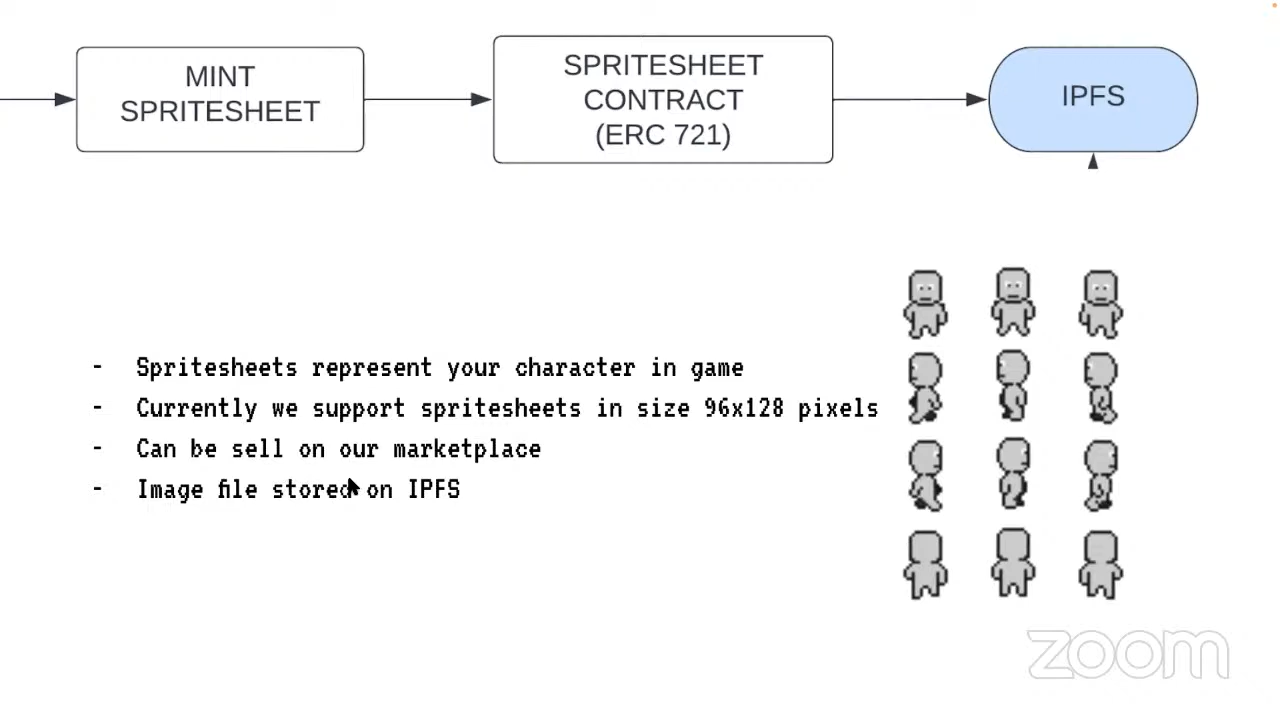 MINT
SPRITESHEET
SPRITESHEET
CONTRACT
(ERC 721)
IPFS
- Spritesheets represent your character in game
- Currently we support spritesheets in size 96x128 pixels
- Can be sell on our marketplace
- Image file stored on IPFS
zoom